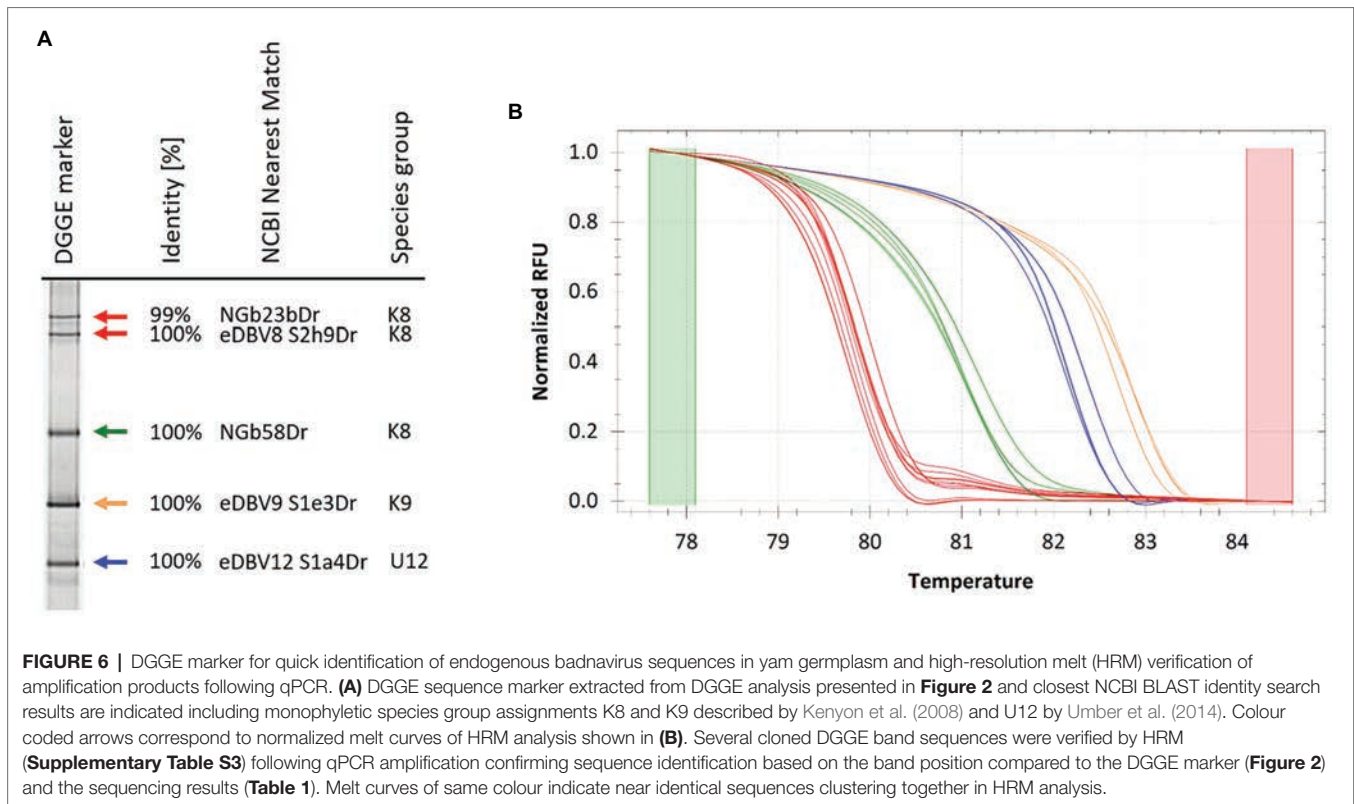 A
DGGE marker
Identity [%]
NCBI Nearest Match
Species group
99% NGb23bDr K8
100% eDBV8 S2h9Dr K8
100% NGb58Dr K8
100% eDBV9 S1e3Dr K9
100% eDBV12 S1a4Dr U12
B
Normalized RFU
1.0
0.8
0.6
0.4
0.2
0.0
78 79 80 81 82 83 84
Temperature
FIGURE 6 | DGGE marker for quick identification of endogenous badnavirus sequences in yam germplasm and high-resolution melt (HRM) verification of
amplification products following qPCR. (A) DGGE sequence marker extracted from DGGE analysis presented in Figure 2 and closest NCBI BLAST identity search
results are indicated including monophyletic species group assignments K8 and K9 described by Kenyon et al. (2008) and U12 by Umber et al. (2014). Colour
coded arrows correspond to normalized melt curves of HRM analysis shown in (B). Several cloned DGGE band sequences were verified by HRM
(Supplementary Table S3) following qPCR amplification confirming sequence identification based on the band position compared to the DGGE marker (Figure 2)
and the sequencing results (Table 1). Melt curves of same colour indicate near identical sequences clustering together in HRM analysis.